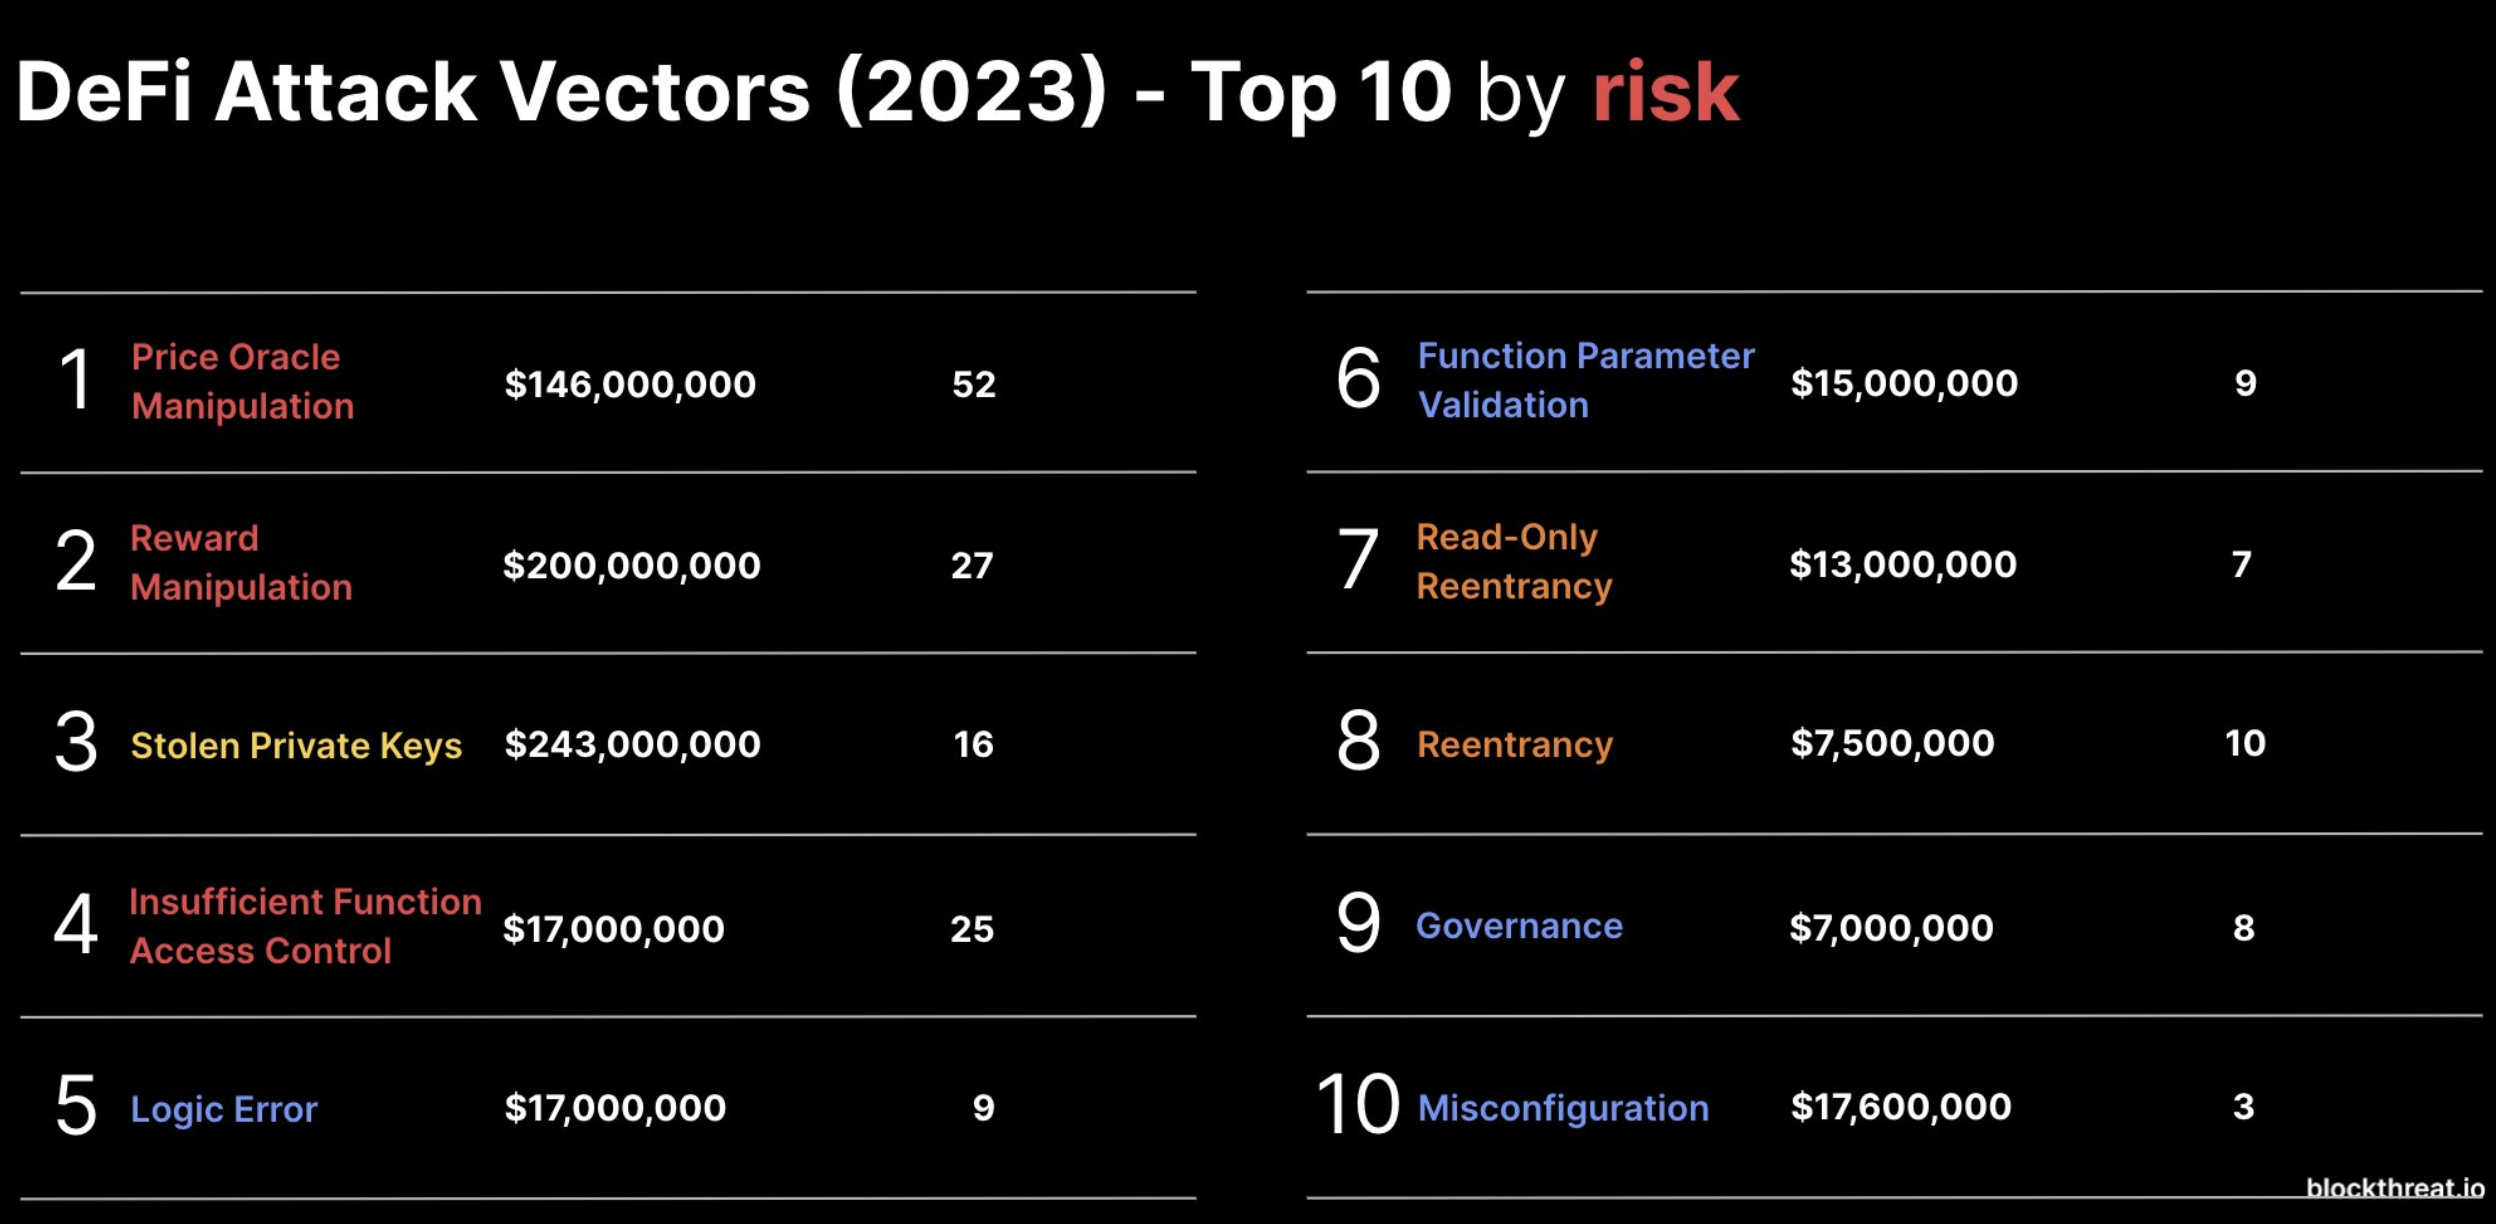 DeFi Attack Vectors (2023) - Top 10 by risk
1 Price Oracle
Manipulation $146,000,000 52
2 Reward
Manipulation $200,000,000 27
3 Stolen Private Keys $243,000,000 16
4 Insufficient Function
Access Control $17,000,000 25
5 Logic Error $17,000,000 9
6 Function Parameter
Validation $15,000,000 9
7 Read-Only
Reentrancy $13,000,000 7
8 Reentrancy $7,500,000 10
9 Governance $7,000,000 8
10 Misconfiguration $17,600,000 3
blockthreat.io